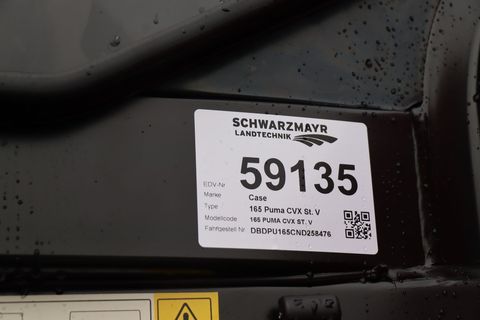 SCHWARZMAYR
LANDTECHNIK
EDV-Nr 59135
Marke Case
Type 165 Puma CVX St. V
Modellcode 165 PUMA CVX ST. V
Fahrgestell Nr. DBDPU165CND258476